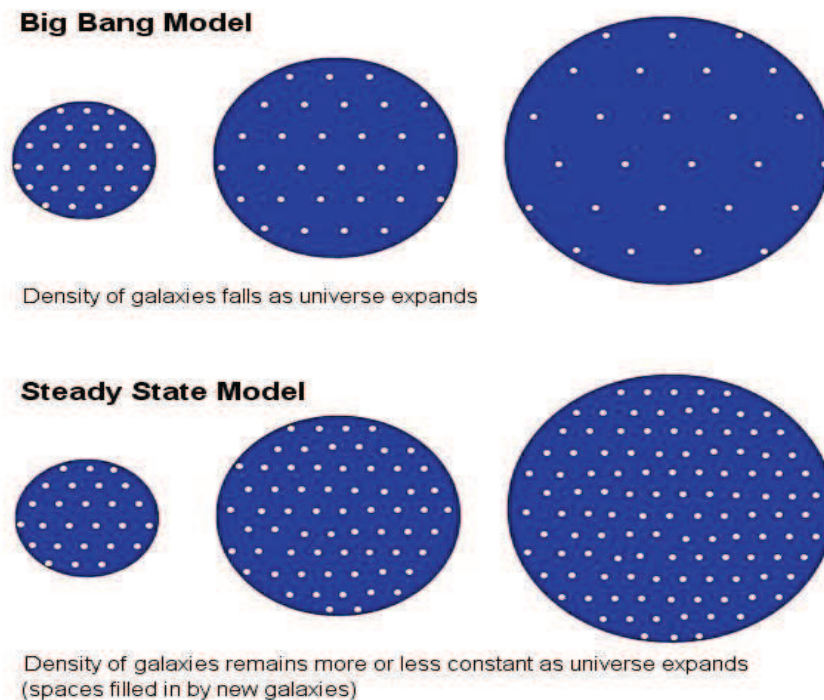 Big Bang Model
Density of galaxies falls as universe expands
Steady State Model
Density of galaxies remains more or less constant as universe expands
(spaces filled in by new galaxies)